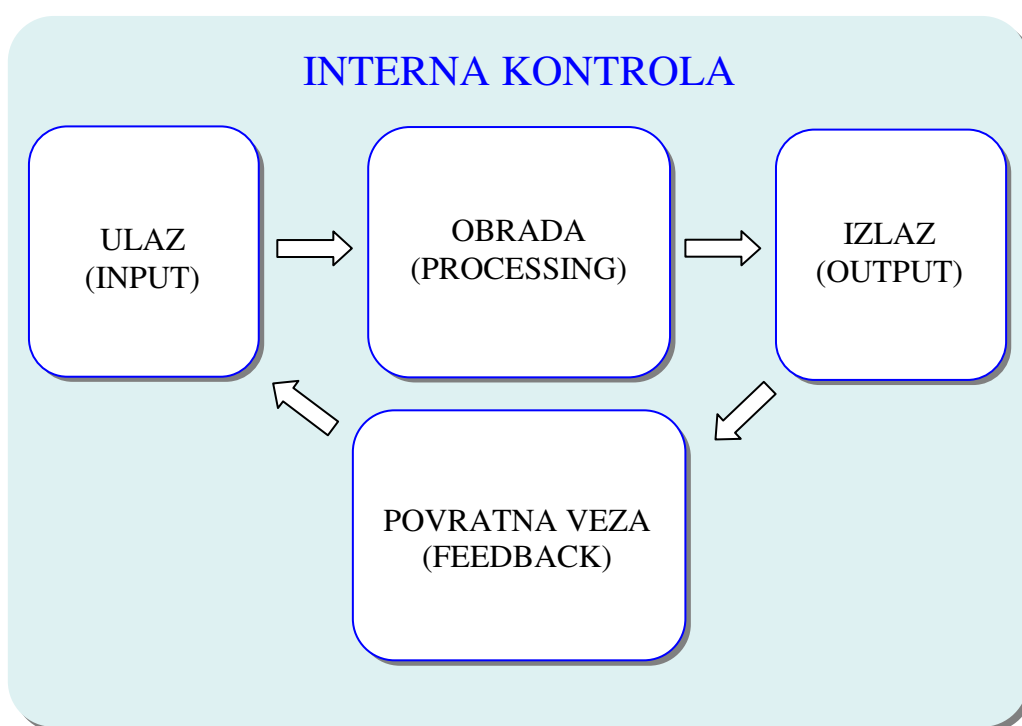 INTERNA KONTROLA
ULAZ
(INPUT)
OBRADA
(PROCESSING)
IZLAZ
(OUTPUT)
POVRATNA VEZA
(FEEDBACK)